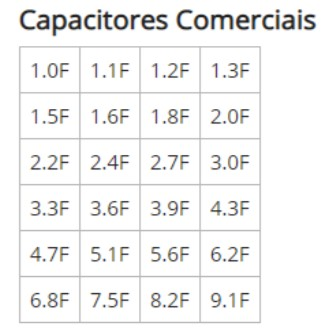 Capacitores Comerciais
1.0F 1.1F 1.2F 1.3F
1.5F 1.6F 1.8F 2.0F
2.2F 2.4F 2.7F 3.0F
3.3F 3.6F 3.9F 4.3F
4.7F 5.1F 5.6F 6.2F
6.8F 7.5F 8.2F 9.1F